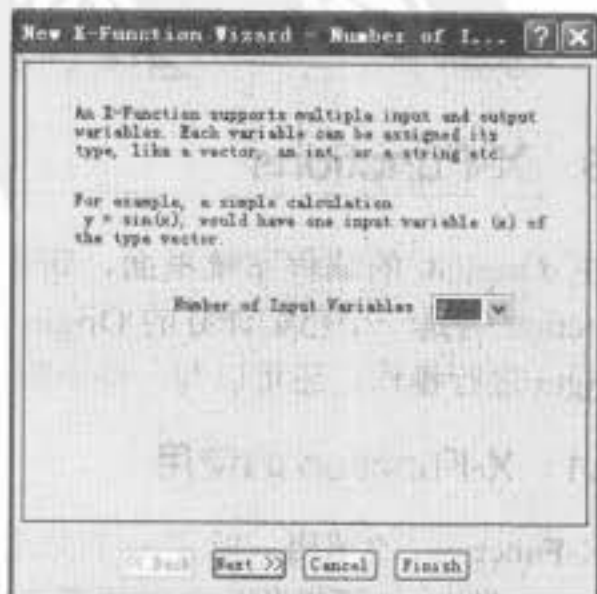 New X-Function Wizard - Number of I...
An X-Function supports multiple input and output
variables. Each variable can be assigned its
type, like a vector, an int, or a string etc.
For example, a simple calculation
y = sin(x), would have one input variable (x) of
the type vector.
Number of Input Variables
<< Back Next >> Cancel Finish